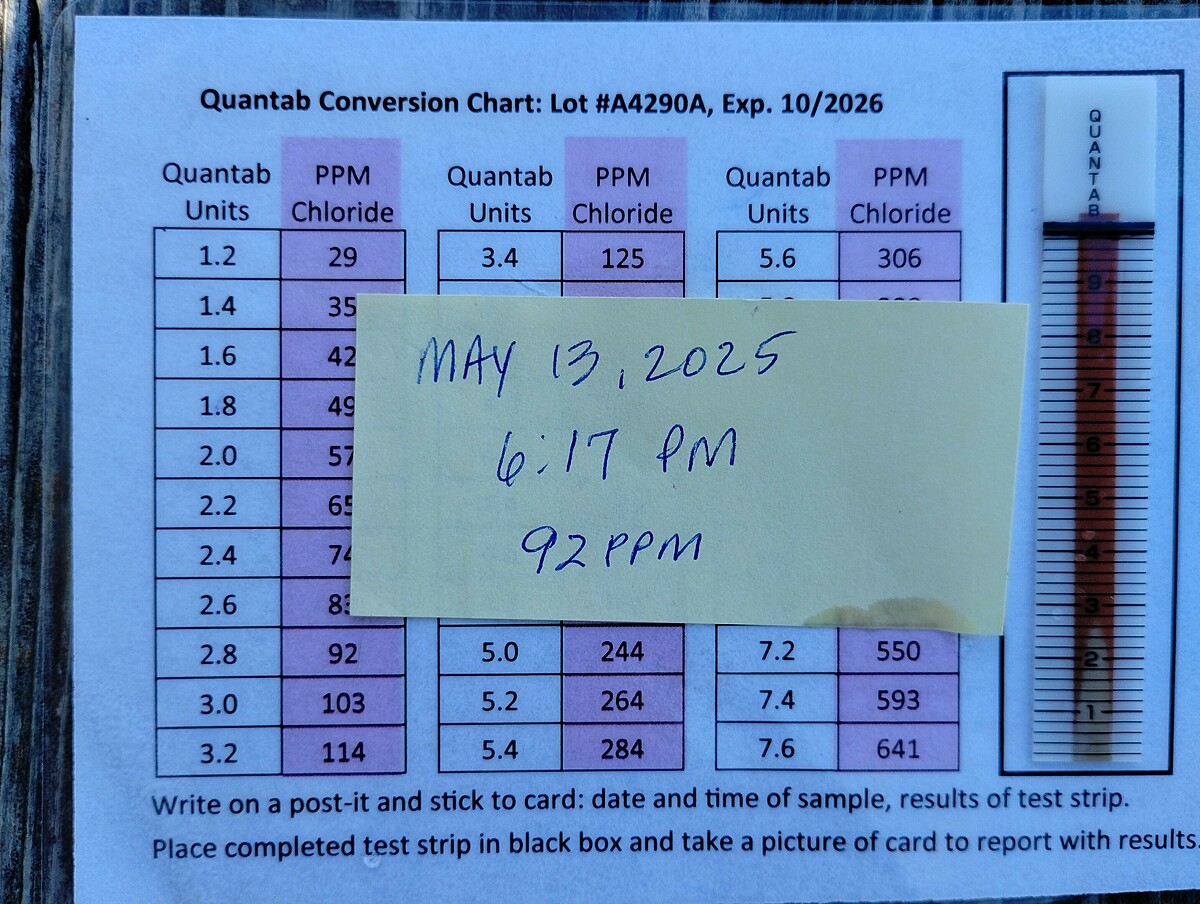 Quantab Conversion Chart: Lot #A4290A, Exp. 10/2026
Quantab Units PPM Chloride Quantab Units PPM Chloride Quantab Units PPM Chloride
1.2 29 3.4 125 5.6 306
1.4 35
1.6 42
1.8 49
2.0 57
2.2 65
2.4 74
2.6
2.8 92 5.0 244 7.2 550
3.0 103 5.2 264 7.4 593
3.2 114 5.4 284 7.6 641
MAY 13, 2025
6:17 PM
92 PPM
Write on a post-it and stick to card: date and time of sample, results of test strip.
Place completed test strip in black box and take a picture of card to report with results.
QUANTAB
9
8
7
6
5
4
3
2
1